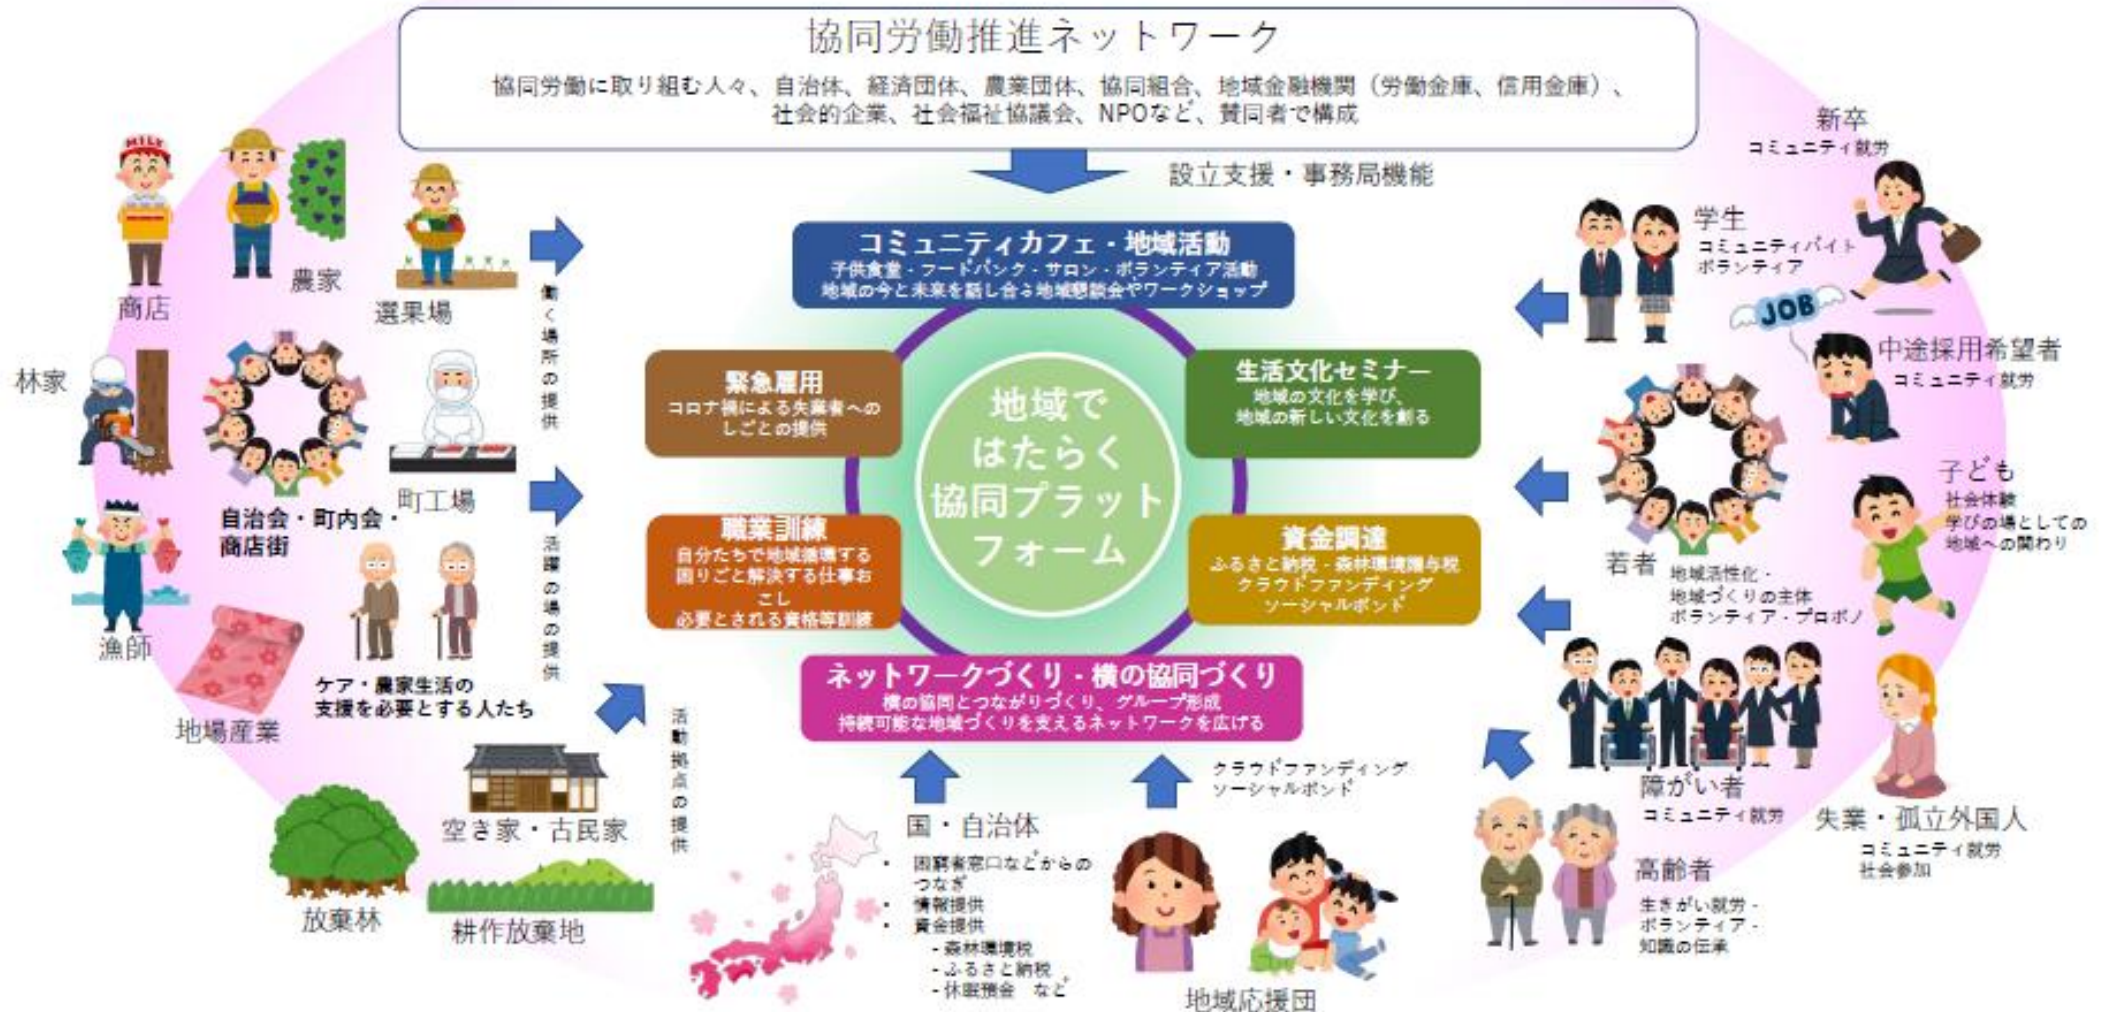 協同労働推進ネットワーク
協同労働に取り組む人々、自治体、経済団体、農業団体、協同組合、地域金融機関（労働金庫、信用金庫）、
社会的企業、社会福祉協議会、NPOなど、賛同者で構成
設立支援・事務局機能
MILK
商店
農家
選果場
働く場所の提供
林家
自治会・町内会・
商店街
町工場
漁師
活躍の場の提供
地場産業
ケア・農家生活の
支援を必要とする人たち
活動拠点の提供
空き家・古民家
放棄林
耕作放棄地
コミュニティカフェ・地域活動
子供食堂・フードバンク・サロン・ボランティア活動
地域の今と未来を話し合う地域懇談会やワークショップ
緊急雇用
コロナ禍による失業者への
しごとの提供
生活文化セミナー
地域の文化を学び、
地域の新しい文化を創る
地域で
はたらく
協同プラット
フォーム
職業訓練
自分たちで地域循環する
困りごと解決する仕事お
こし
必要とされる資格等訓練
資金調達
ふるさと納税・森林環境譲与税
クラウドファンディング
ソーシャルボンド
ネットワークづくり・横の協同づくり
横の協同とつながりづくり、グループ形成
持続可能な地域づくりを支えるネットワークを広げる
国・自治体
• 困窮者窓口などからの
つなぎ
• 情報提供
• 資金提供
- 森林環境税
- ふるさと納税
- 休眠預金　など
クラウドファンディング
ソーシャルボンド
地域応援団
新卒
コミュニティ就労
学生
コミュニティバイト
ボランティア
JOB
中途採用希望者
コミュニティ就労
子ども
社会体験
学びの場としての
地域への関わり
若者
地域活性化・
地域づくりの主体
ボランティア・プロボノ
障がい者
コミュニティ就労
失業・孤立外国人
コミュニティ就労
社会参加
高齢者
生きがい就労・
ボランティア・
知識の伝承